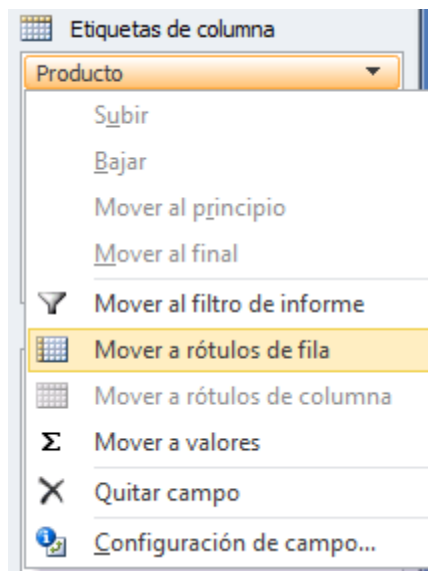 Etiquetas de columna
Producto
Subir
Bajar
Mover al principio
Mover al final
Mover al filtro de informe
Mover a rótulos de fila
Mover a rótulos de columna
Σ Mover a valores
Quitar campo
Configuración de campo...